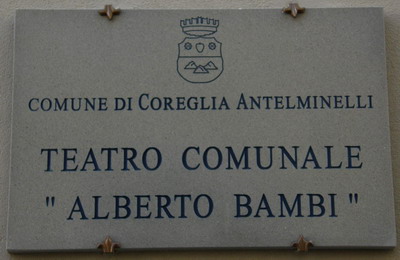 COMUNE DI COREGLIA ANTELMINELLI
TEATRO COMUNALE
" ALBERTO BAMBI "